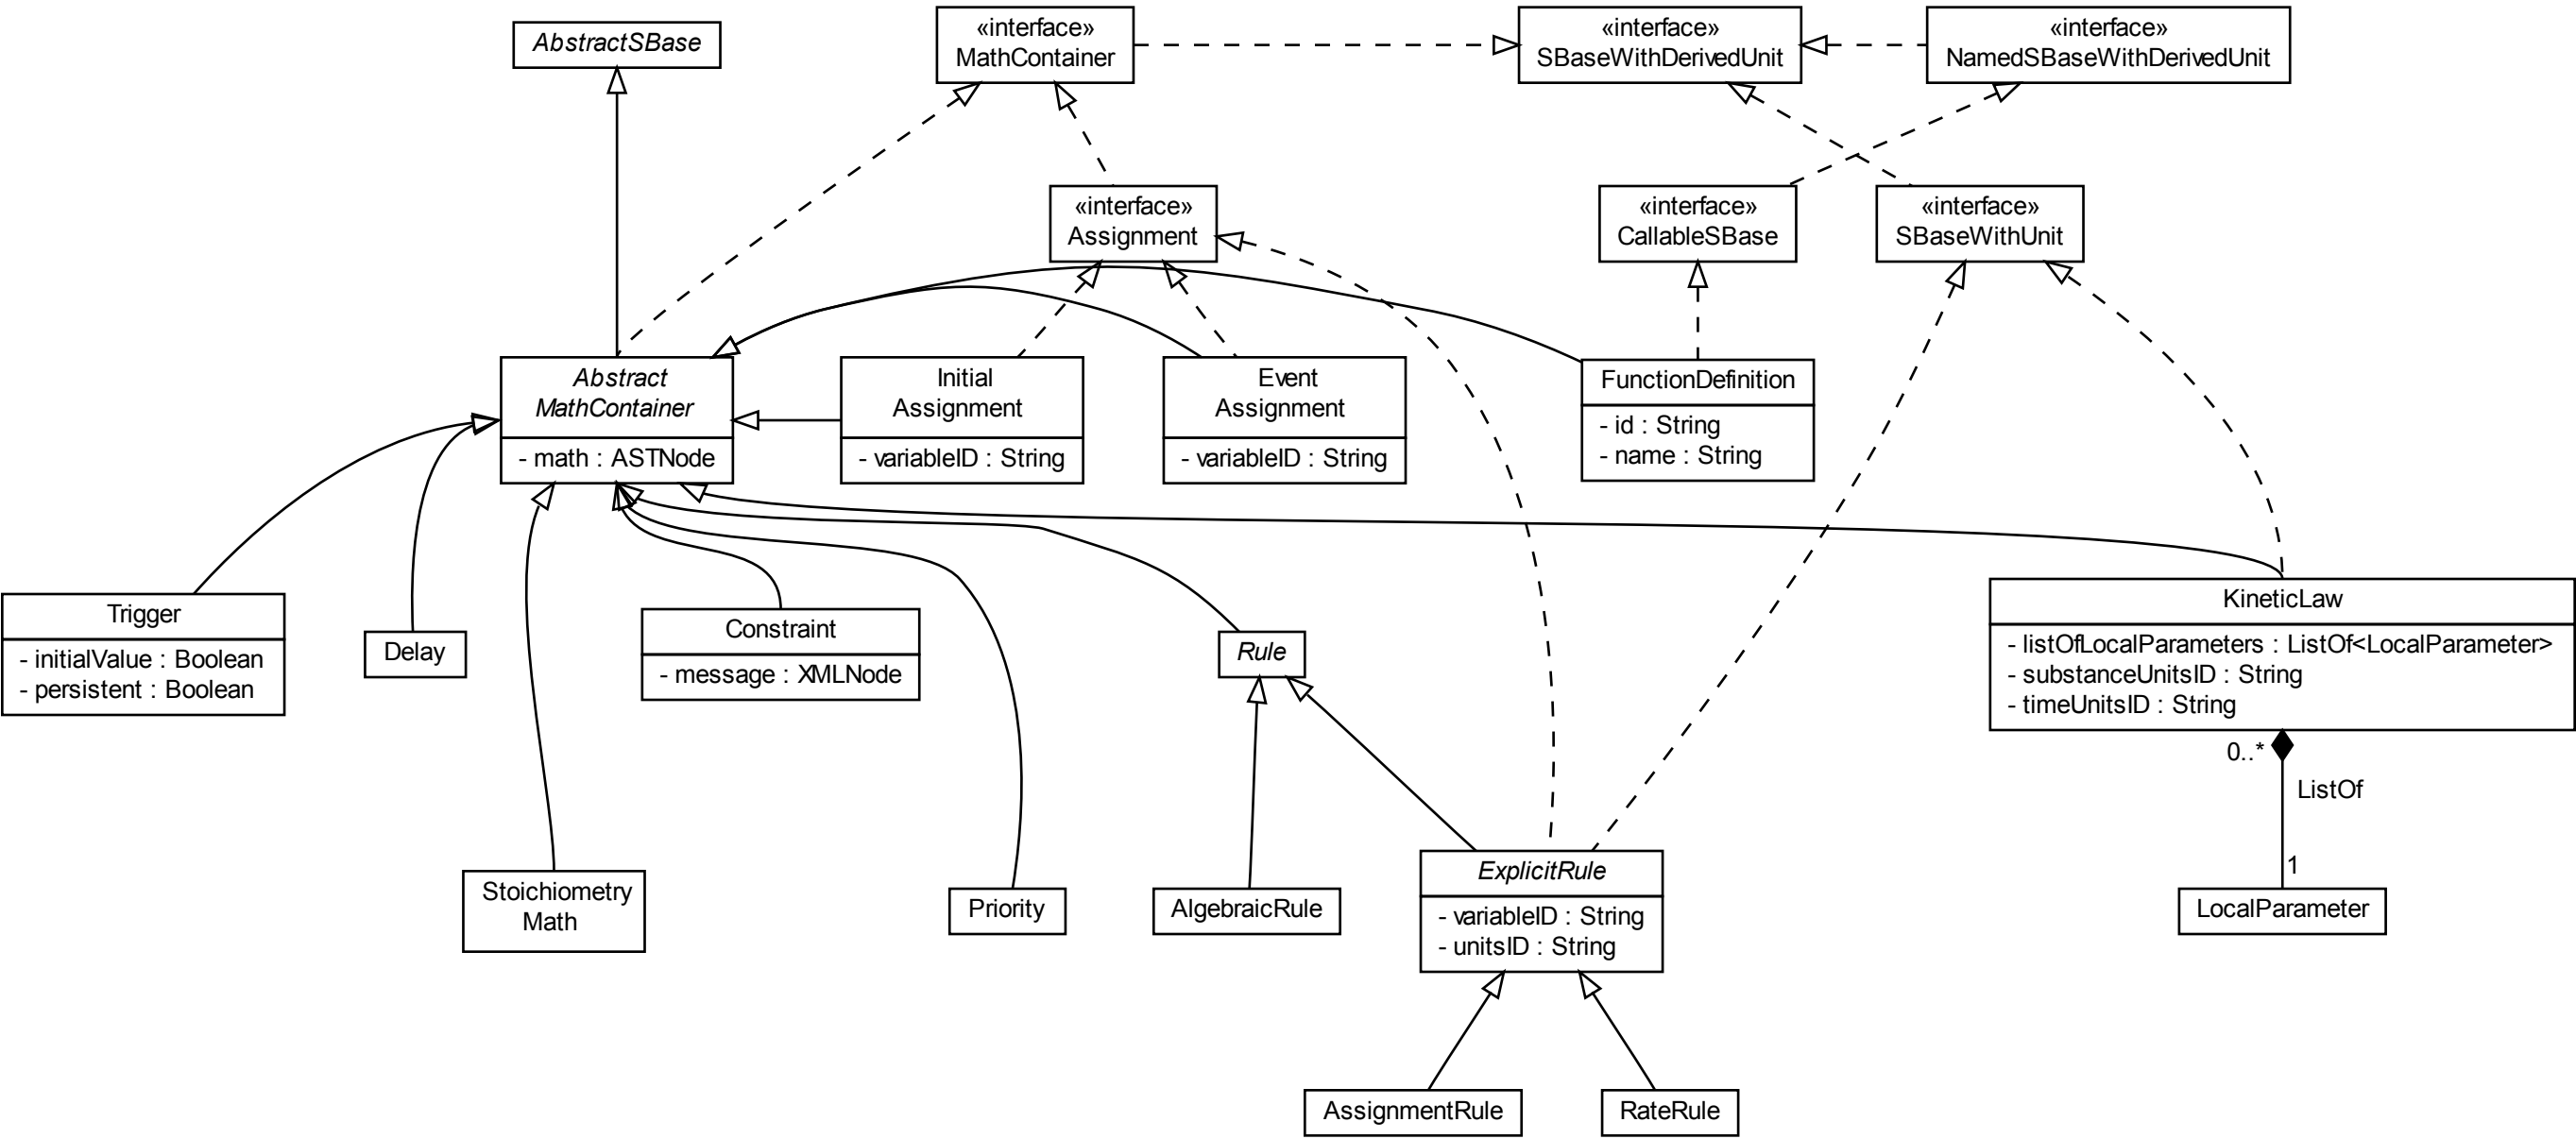 AbstractSBase
«interface»
MathContainer
«interface»
SBaseWithDerivedUnit
«interface»
NamedSBaseWithDerivedUnit
«interface»
Assignment
«interface»
CallableSBase
«interface»
SBaseWithUnit
Abstract
MathContainer
- math : ASTNode
Initial
Assignment
- variableID : String
Event
Assignment
- variableID : String
FunctionDefinition
- id : String
- name : String
Trigger
- initialValue : Boolean
- persistent : Boolean
Delay
Constraint
- message : XMLNode
Rule
KineticLaw
- listOfLocalParameters : ListOf<LocalParameter>
- substanceUnitsID : String
- timeUnitsID : String
0..*
ListOf
1
Stoichiometry
Math
Priority
AlgebraicRule
ExplicitRule
- variableID : String
- unitsID : String
LocalParameter
AssignmentRule
RateRule